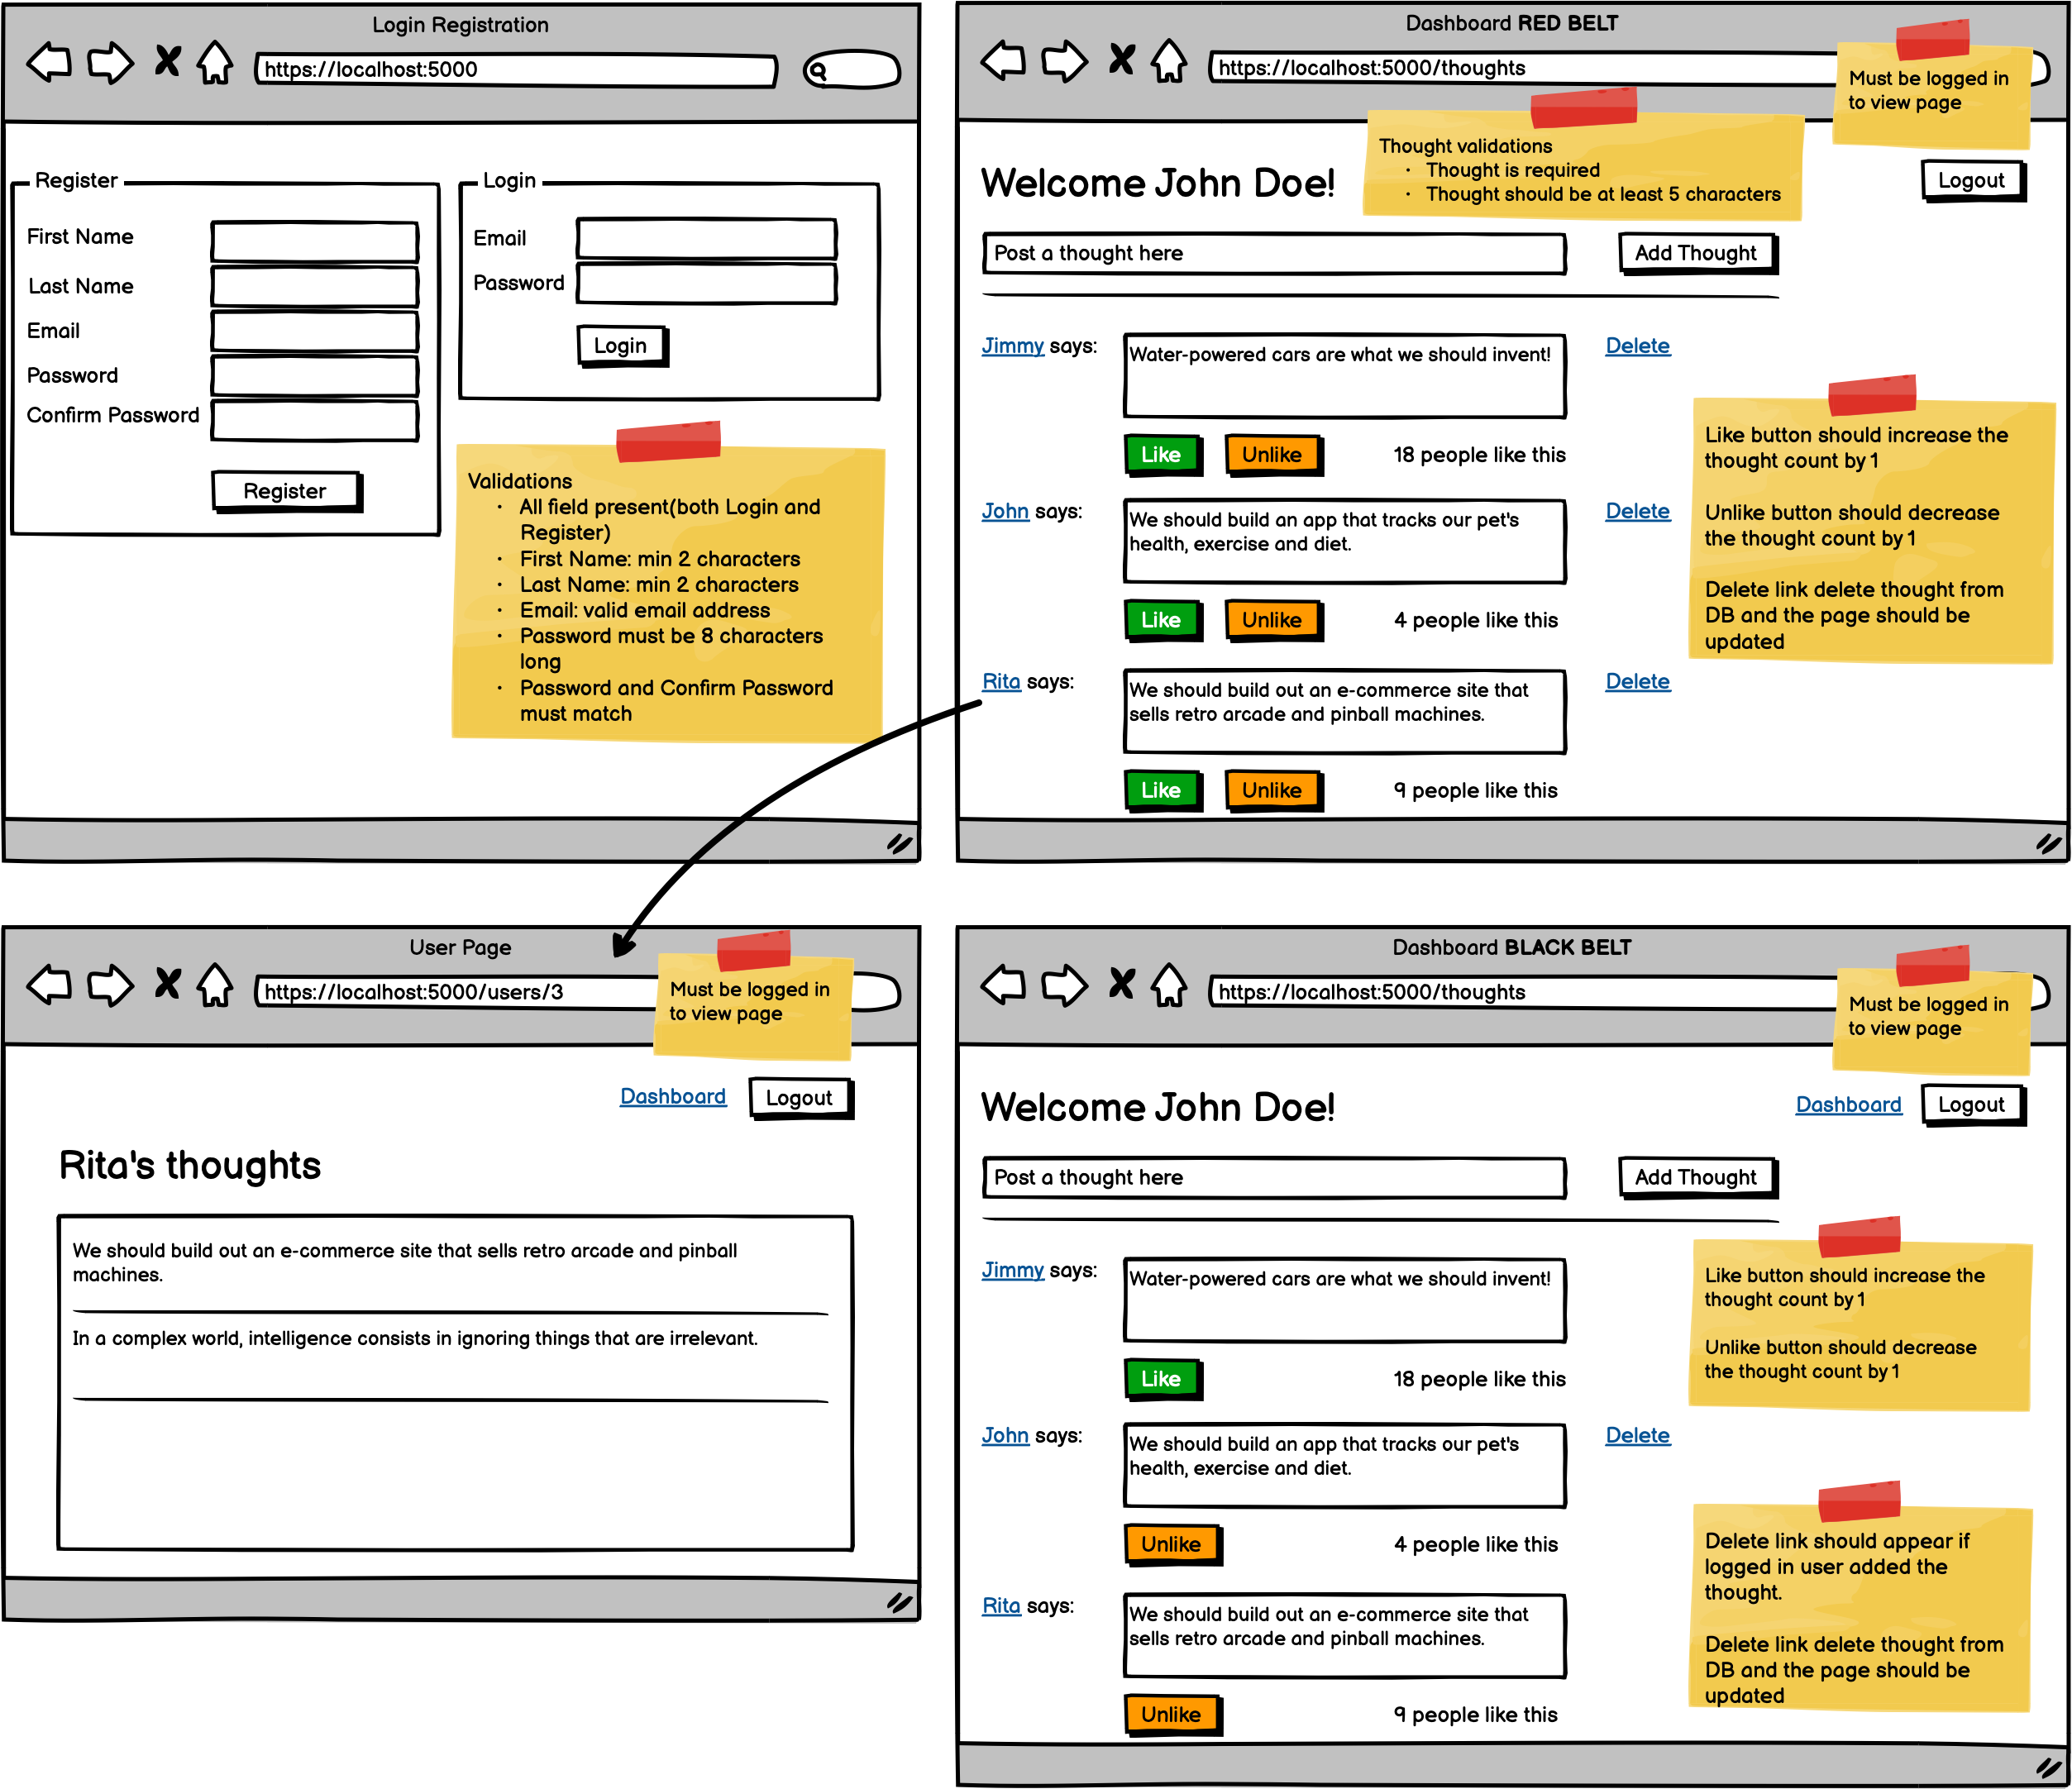 Login Registration
https://localhost:5000
Register
First Name
Last Name
Email
Password
Confirm Password
Register
Login
Email
Password
Login
Validations
· All field present(both Login and
Register)
· First Name: min 2 characters
· Last Name: min 2 characters
· Email: valid email address
· Password must be 8 characters
long
· Password and Confirm Password
must match
Dashboard RED BELT
https://localhost:5000/thoughts
Must be logged in
to view page
Thought validations
· Thought is required
· Thought should be at least 5 characters
Welcome John Doe!
Logout
Post a thought here
Add Thought
Jimmy says:
Water-powered cars are what we should invent!
Delete
Like
Unlike
18 people like this
John says:
We should build an app that tracks our pet's
health, exercise and diet.
Delete
Like
Unlike
4 people like this
Rita says:
We should build out an e-commerce site that
sells retro arcade and pinball machines.
Delete
Like
Unlike
9 people like this
Like button should increase the
thought count by 1
Unlike button should decrease
the thought count by 1
Delete link delete thought from
DB and the page should be
updated
User Page
https://localhost:5000/users/3
Must be logged in
to view page
Dashboard
Logout
Rita's thoughts
We should build out an e-commerce site that sells retro arcade and pinball
machines.
In a complex world, intelligence consists in ignoring things that are irrelevant.
Dashboard BLACK BELT
https://localhost:5000/thoughts
Must be logged in
to view page
Welcome John Doe!
Dashboard
Logout
Post a thought here
Add Thought
Jimmy says:
Water-powered cars are what we should invent!
Like
18 people like this
John says:
We should build an app that tracks our pet's
health, exercise and diet.
Delete
Unlike
4 people like this
Rita says:
We should build out an e-commerce site that
sells retro arcade and pinball machines.
Unlike
9 people like this
Like button should increase the
thought count by 1
Unlike button should decrease
the thought count by 1
Delete link should appear if
logged in user added the
thought.
Delete link delete thought from
DB and the page should be
updated